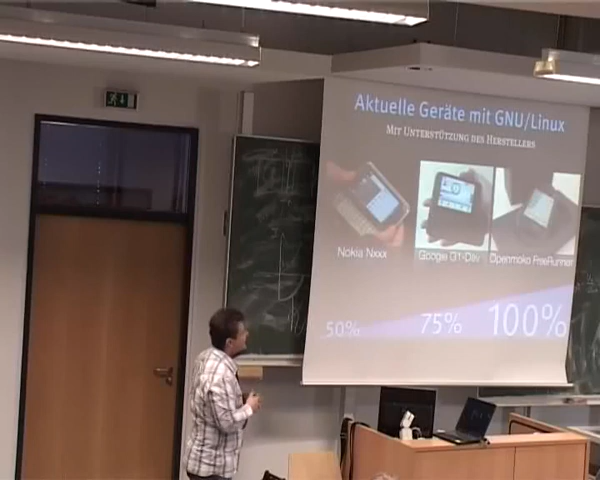 Aktuelle Geräte mit GNU/Linux
Mit Unterstützung des Herstellers
Nokia Nxxx
Google G1-Dev
Openmoko FreeRunner
50%
75%
100%